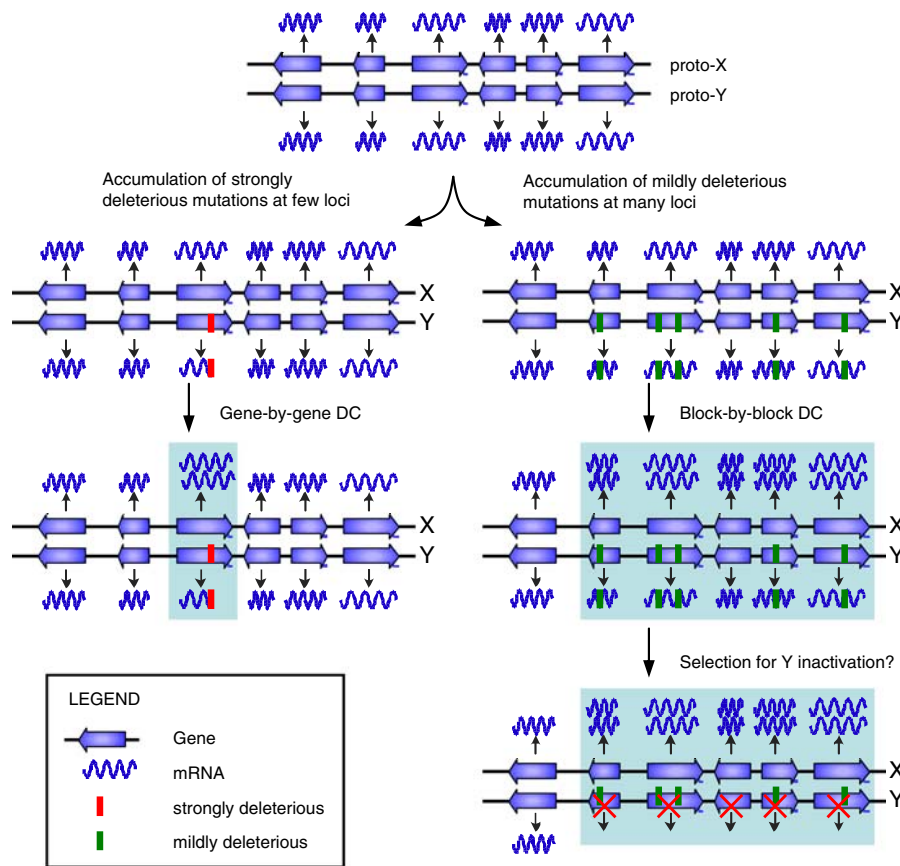 proto-X
proto-Y
Accumulation of strongly
deleterious mutations at few loci
Accumulation of mildly deleterious
mutations at many loci
X
Y
X
Y
Gene-by-gene DC
Block-by-block DC
X
Y
X
Y
Selection for Y inactivation?
LEGEND
Gene
mRNA
strongly deleterious
mildly deleterious
X
Y